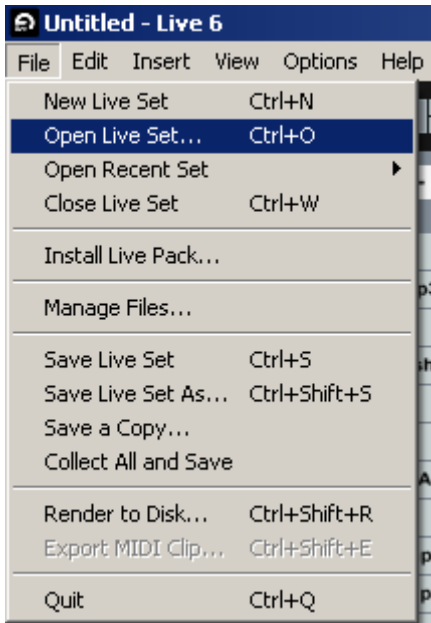 Untitled - Live 6
File Edit Insert View Options Help
New Live Set Ctrl+N
Open Live Set... Ctrl+O
Open Recent Set
Close Live Set Ctrl+W
Install Live Pack...
Manage Files...
Save Live Set Ctrl+S
Save Live Set As... Ctrl+Shift+S
Save a Copy...
Collect All and Save
Render to Disk... Ctrl+Shift+R
Export MIDI Clip... Ctrl+Shift+E
Quit Ctrl+Q